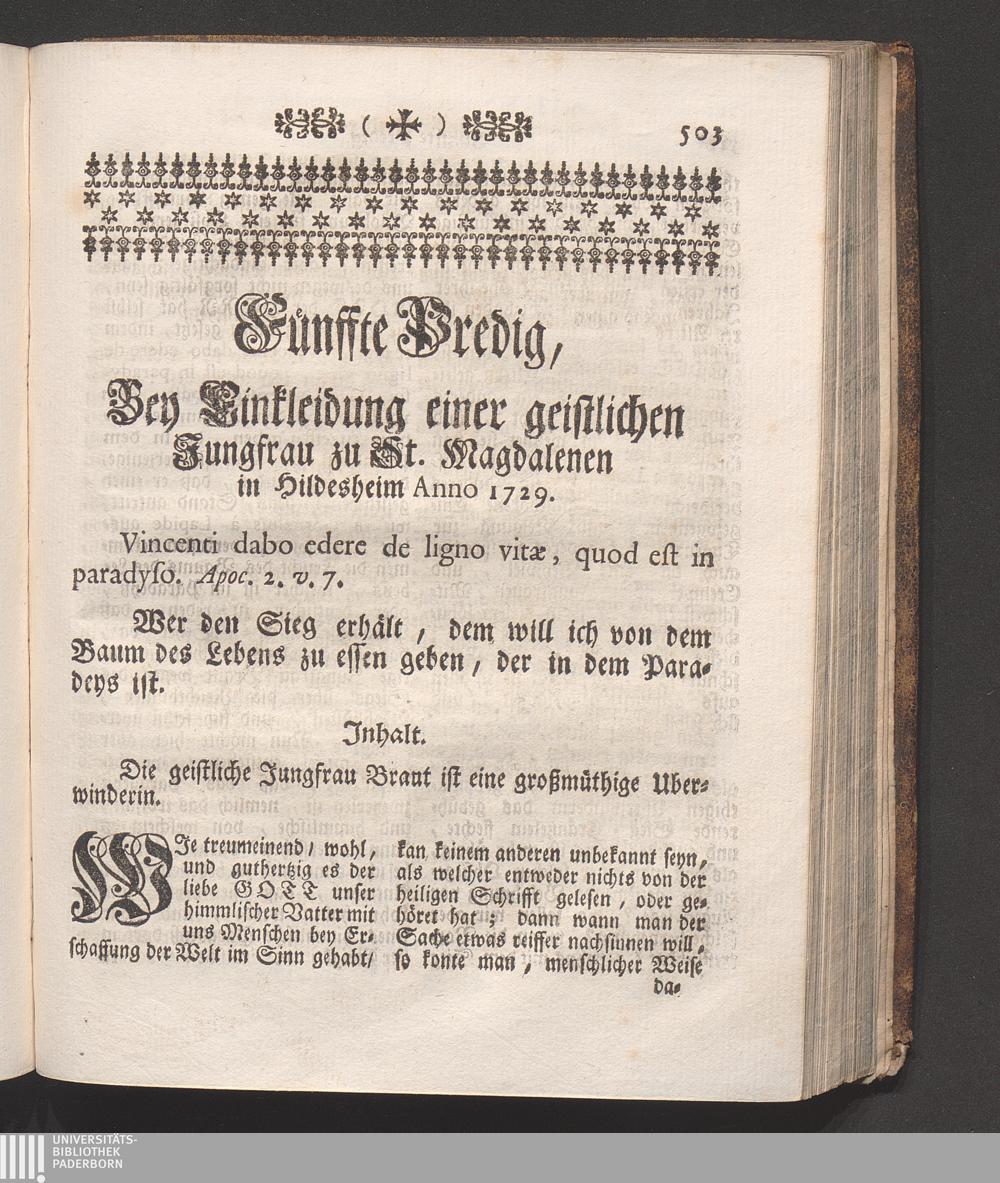 ( ✠ ) 503
Fünffte Predig,
Bey Einkleidung einer geistlichen
Jungfrau zu St. Magdalenen
in Hildesheim Anno 1729.
Vincenti dabo edere de ligno vitæ, quod est in
paradyso. Apoc. 2. v. 7.
Wer den Sieg erhält, dem will ich von dem
Baum des Lebens zu essen geben, der in dem Para-
deys ist.
Inhalt.
Die geistliche Jungfrau Braut ist eine großmüthige Uber-
winderin.
WIe treumeinend, wohl,
und guthertzig es der
liebe GOTT unser
himmlischer Vatter mit
uns Menschen bey Er-
schaffung der Welt im Sinn gehabt/
kan keinem anderen unbekannt seyn,
als welcher entweder nichts von der
heiligen Schrifft gelesen, oder ge-
höret hat; dann wann man der
Sache etwas reiffer nachsinnen will,
so konte man, menschlicher Weise
da-
UNIVERSITÄTS-
BIBLIOTHEK
PADERBORN